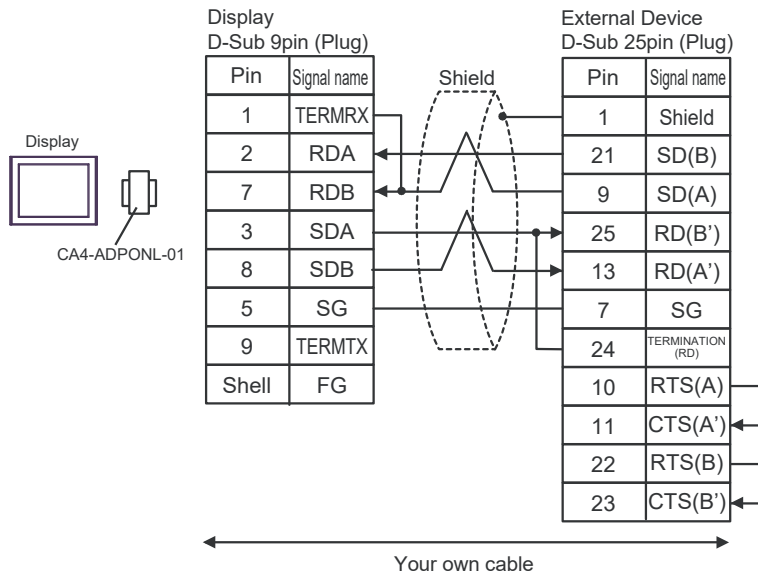 Display
D-Sub 9pin (Plug)
External Device
D-Sub 25pin (Plug)
Pin Signal name
Shield
Pin Signal name
1 TERMRX
1 Shield
2 RDA
21 SD(B)
7 RDB
9 SD(A)
3 SDA
25 RD(B’)
8 SDB
13 RD(A’)
5 SG
7 SG
9 TERMTX
24 TERMINATION
(RD)
Shell FG
10 RTS(A)
11 CTS(A’)
22 RTS(B)
23 CTS(B’)
Display
CA4-ADPONL-01
Your own cable